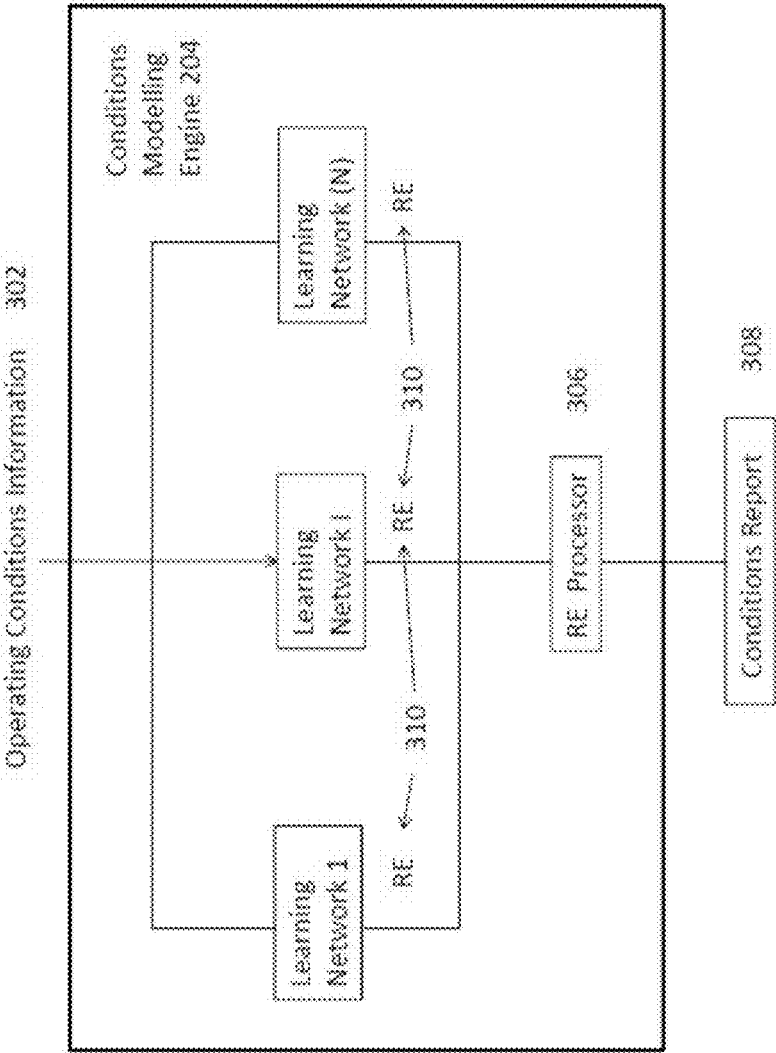 Operating Conditions Information 302
Conditions
Modelling
Engine 204
Learning
Network 1
Learning
Network I
Learning
Network (N)
RE
310
RE
310
RE
RE Processor
306
Conditions Report
308